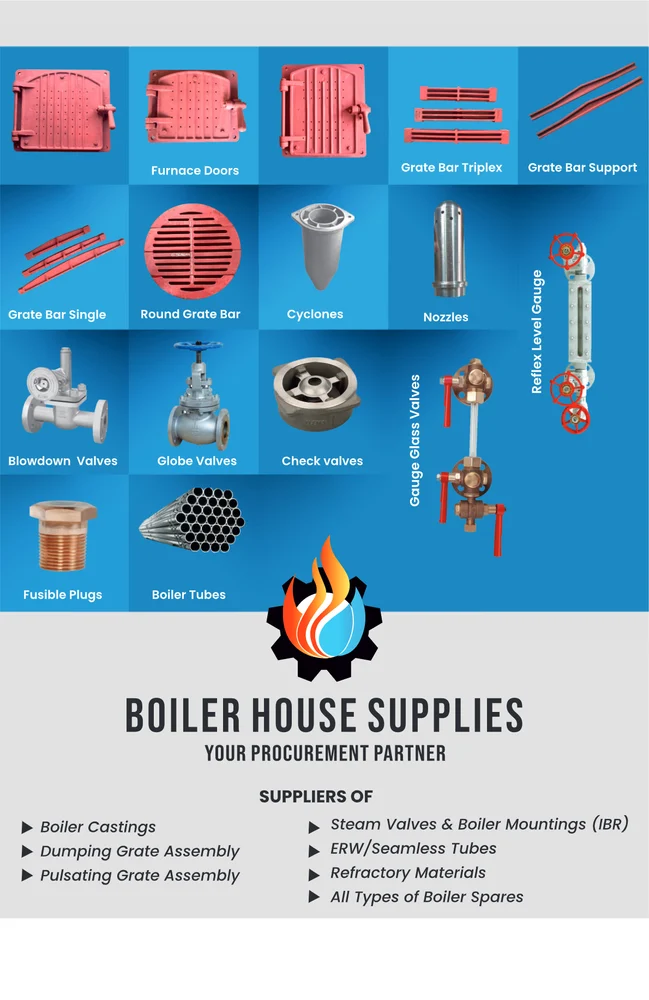 Furnace Doors
Grate Bar Triplex
Grate Bar Support
Grate Bar Single
Round Grate Bar
Cyclones
Nozzles
Reflex Level Gauge
Blowdown Valves
Globe Valves
Check valves
Gauge Glass Valves
Fusible Plugs
Boiler Tubes
BOILER HOUSE SUPPLIES
YOUR PROCUREMENT PARTNER
SUPPLIERS OF
Boiler Castings
Dumping Grate Assembly
Pulsating Grate Assembly
Steam Valves & Boiler Mountings (IBR)
ERW/Seamless Tubes
Refractory Materials
All Types of Boiler Spares